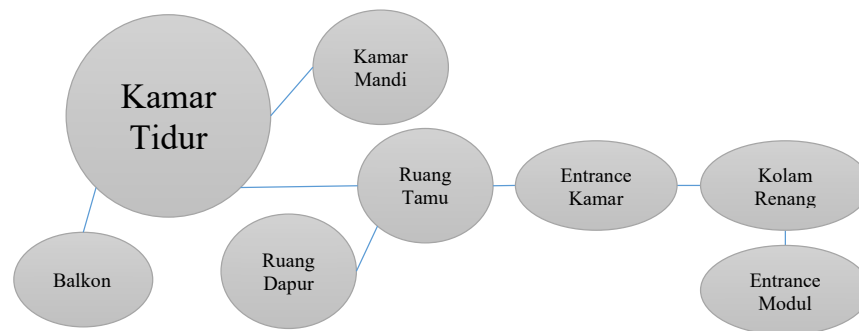 Kamar
Tidur
Kamar
Mandi
Ruang
Tamu
Entrance
Kamar
Kolam
Renang
Balkon
Ruang
Dapur
Entrance
Modul